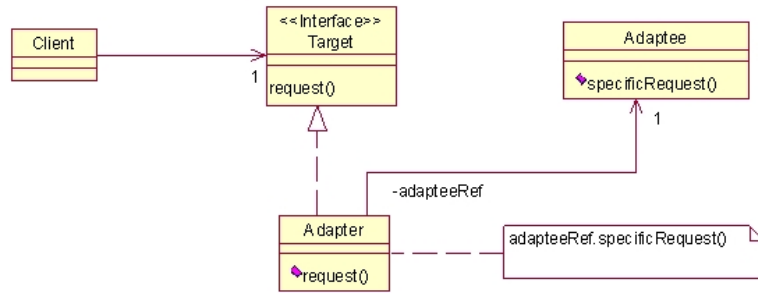 Client
<<Interface>>
Target
request()
1
Adaptee
specificRequest()
1
-adapteeRef
Adapter
request()
adapteeRef.specificRequest()